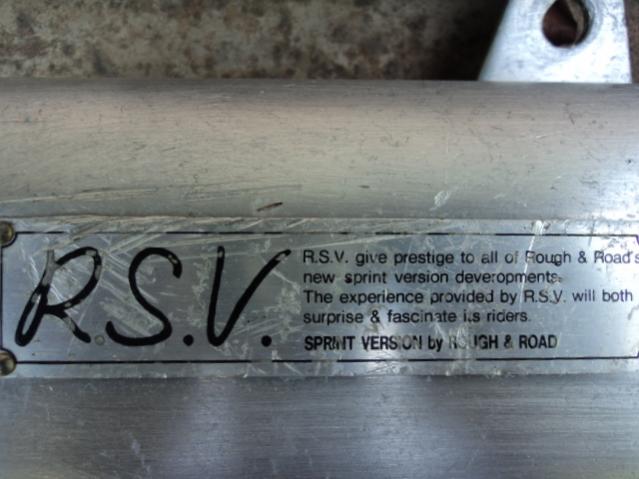 R.S.V.
R.S.V. give prestige to all of Rough & Road's
new sprint version deveropments.
The experience provided by R.S.V. will both
surprise & fascinate its riders.
SPRINT VERSION by ROUGH & ROAD